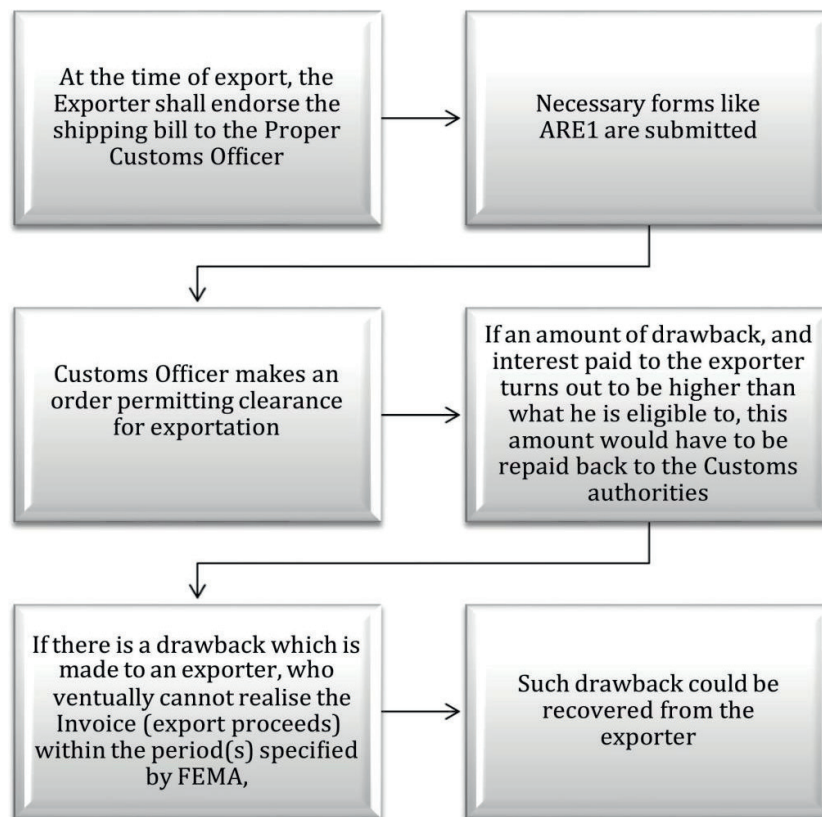 At the time of export, the
Exporter shall endorse the
shipping bill to the Proper
Customs Officer
Necessary forms like
ARE1 are submitted
Customs Officer makes an
order permitting clearance
for exportation
If an amount of drawback, and
interest paid to the exporter
turns out to be higher than
what he is eligible to, this
amount would have to be
repaid back to the Customs
authorities
If there is a drawback which is
made to an exporter, who
ventually cannot realise the
Invoice (export proceeds)
within the period(s) specified
by FEMA,
Such drawback could be
recovered from the
exporter